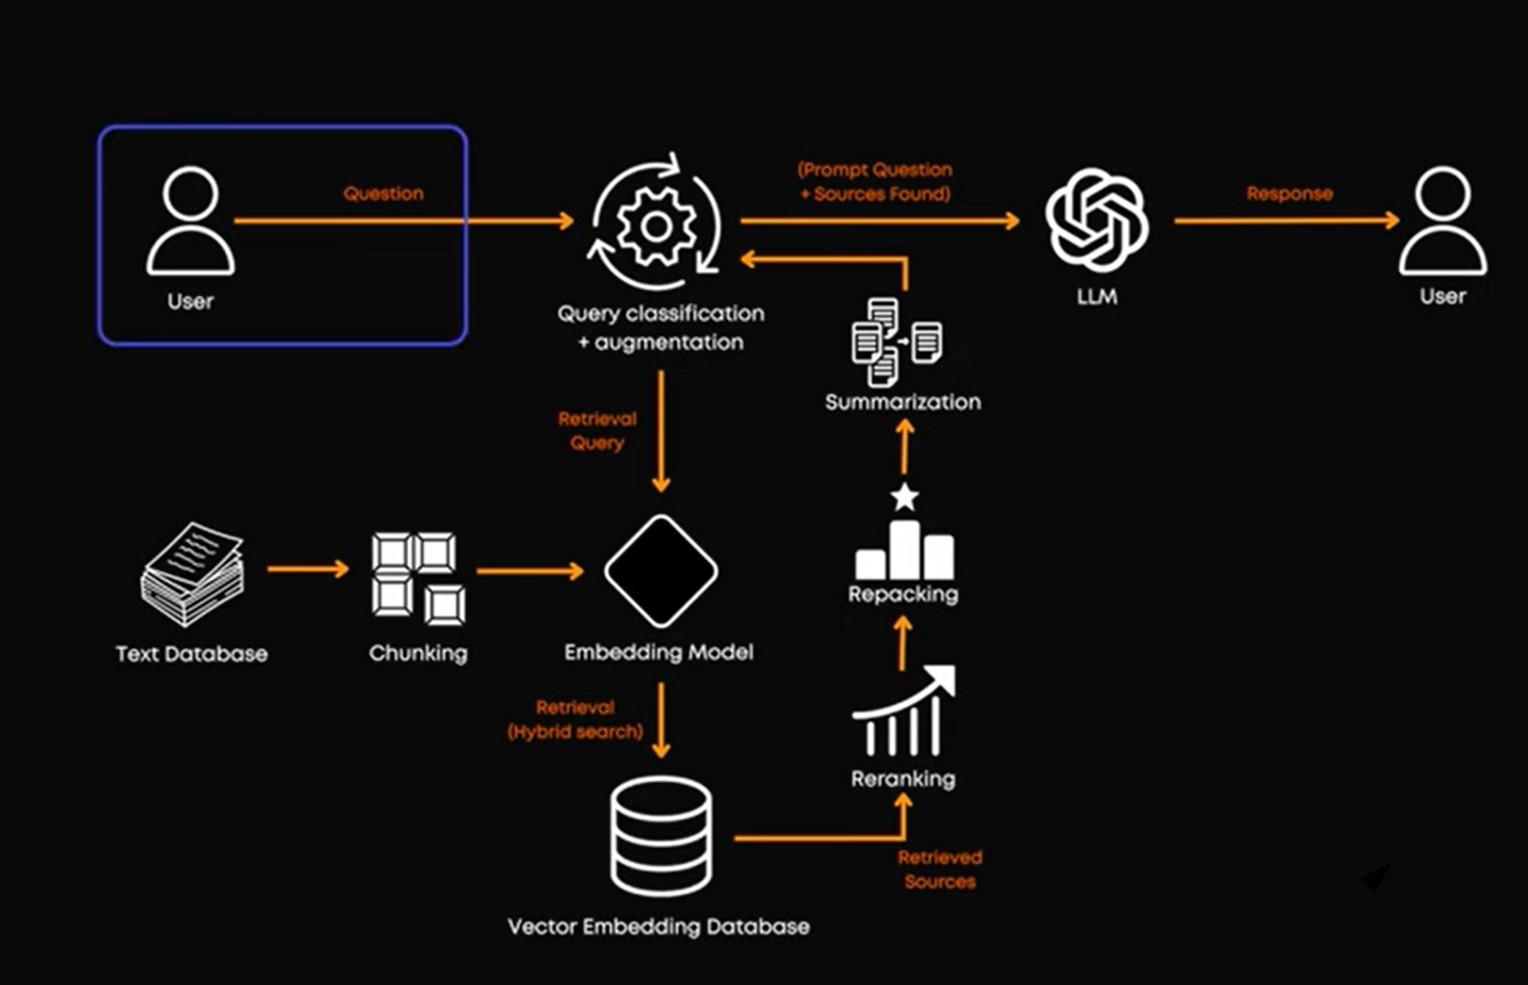 Question
User
Query classification
+ augmentation
(Prompt Question
+ Sources Found)
LLM
Response
User
Summarization
Retrieval
Query
Repacking
Text Database
Chunking
Embedding Model
Retrieval
(Hybrid search)
Reranking
Retrieved
Sources
Vector Embedding Database